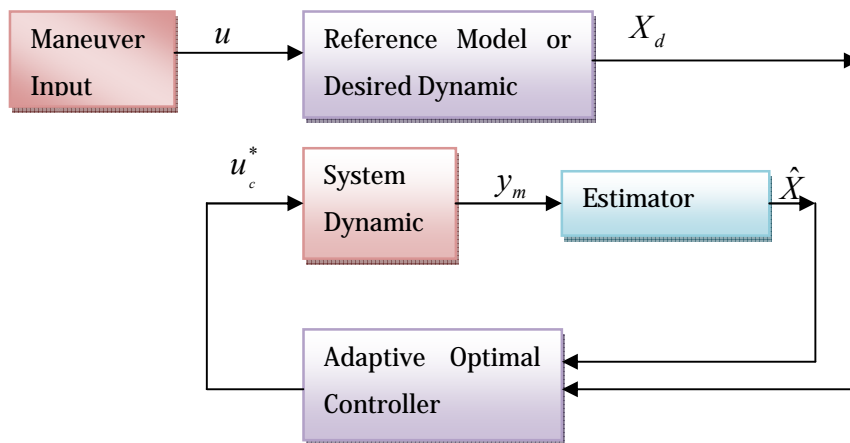 Maneuver
Input
u
Reference Model or
Desired Dynamic
X_d
u_c^*
System
Dynamic
y_m
Estimator
X̂
Adaptive Optimal
Controller